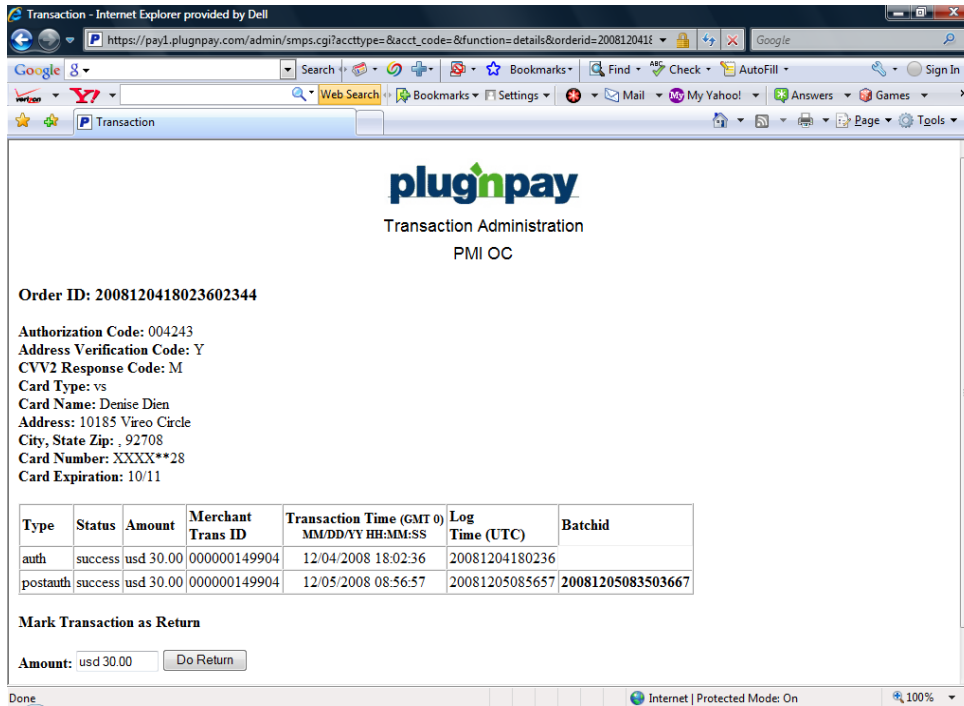 Transaction - Internet Explorer provided by Dell
https://pay1.plugnpay.com/admin/smps.cgi?accttype=&acct_code=&function=details&orderid=200812041 Google
Google Search Bookmarks Find Check AutoFill Sign In
verizon Y! Web Search Bookmarks Settings Mail My Yahoo! Answers Games
Transaction Page Tools
plug'npay
Transaction Administration
PMI OC
Order ID: 2008120418023602344
Authorization Code: 004243
Address Verification Code: Y
CVV2 Response Code: M
Card Type: vs
Card Name: Denise Dien
Address: 10185 Vireo Circle
City, State Zip: , 92708
Card Number: XXXX**28
Card Expiration: 10/11
Type Status Amount Merchant Trans ID Transaction Time (GMT 0) MM/DD/YY HH:MM:SS Log Time (UTC) Batchid
auth success usd 30.00 000000149904 12/04/2008 18:02:36 20081204180236
postauth success usd 30.00 000000149904 12/05/2008 08:56:57 20081205085657 20081205083503667
Mark Transaction as Return
Amount: usd 30.00 Do Return
Done Internet | Protected Mode: On 100%